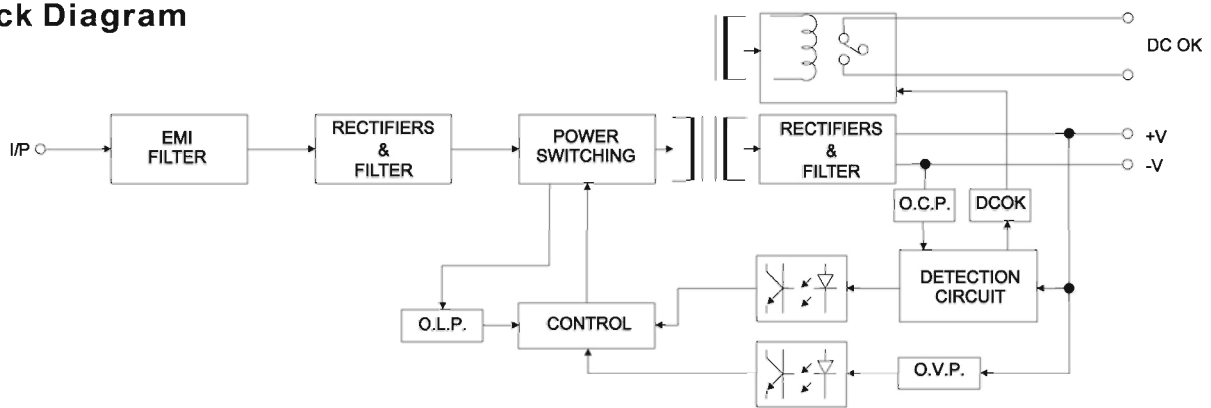 ck Diagram
DC OK
I/P
EMI
FILTER
RECTIFIERS
&
FILTER
POWER
SWITCHING
RECTIFIERS
&
FILTER
+V
-V
O.C.P.
DCOK
DETECTION
CIRCUIT
O.L.P.
CONTROL
O.V.P.